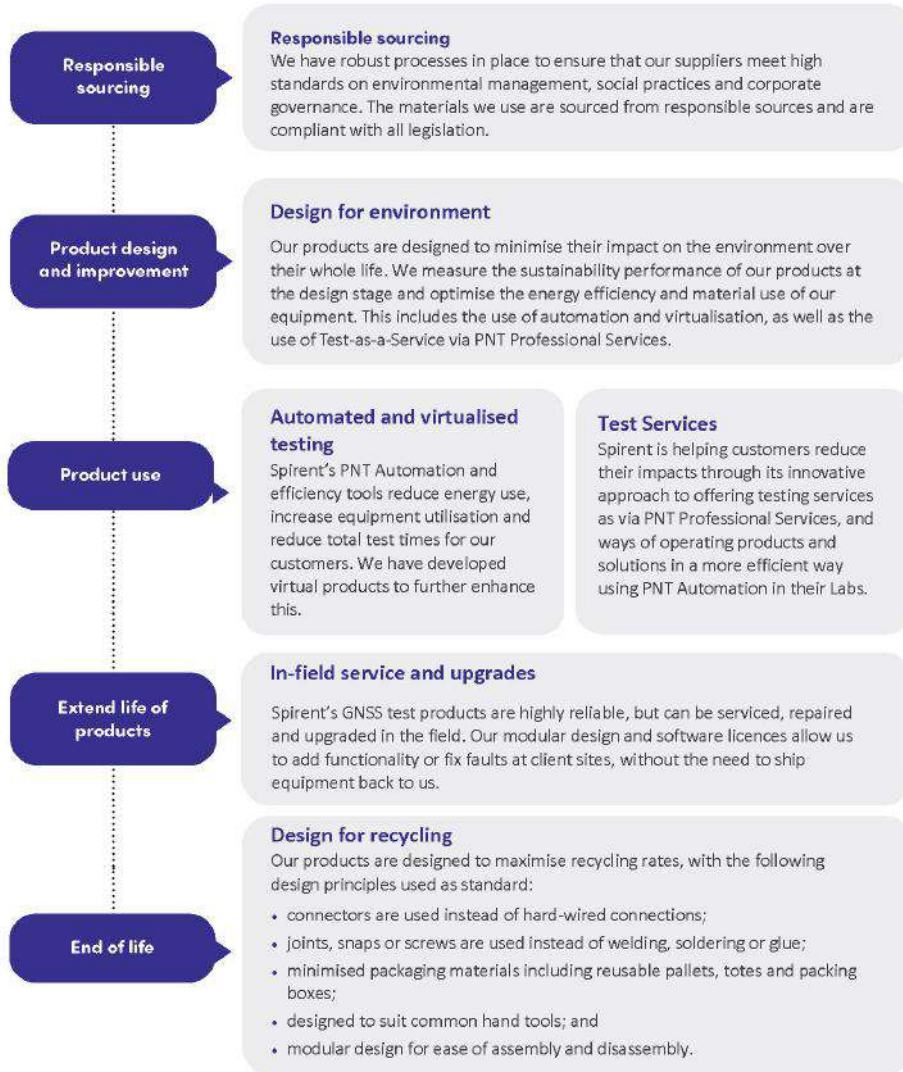 Responsible
sourcing
Responsible sourcing
We have robust processes in place to ensure that our suppliers meet high
standards on environmental management, social practices and corporate
governance. The materials we use are sourced from responsible sources and are
compliant with all legislation.
Product design
and improvement
Design for environment
Our products are designed to minimise their impact on the environment over
their whole life. We measure the sustainability performance of our products at
the design stage and optimise the energy efficiency and material use of our
equipment. This includes the use of automation and virtualisation, as well as the
use of Test-as-a-Service via PNT Professional Services.
Product use
Automated and virtualised
testing
Spirent's PNT Automation and
efficiency tools reduce energy use,
increase equipment utilisation and
reduce total test times for our
customers. We have developed
virtual products to further enhance
this.
Test Services
Spirent is helping customers reduce
their impacts through its innovative
approach to offering testing services
as via PNT Professional Services, and
ways of operating products and
solutions in a more efficient way
using PNT Automation in their Labs.
Extend life of
products
In-field service and upgrades
Spirent's GNSS test products are highly reliable, but can be serviced, repaired
and upgraded in the field. Our modular design and software licences allow us
to add functionality or fix faults at client sites, without the need to ship
equipment back to us.
End of life
Design for recycling
Our products are designed to maximise recycling rates, with the following
design principles used as standard:
• connectors are used instead of hard-wired connections;
• joints, snaps or screws are used instead of welding, soldering or glue;
• minimised packaging materials including reusable pallets, totes and packing
boxes;
• designed to suit common hand tools; and
• modular design for ease of assembly and disassembly.